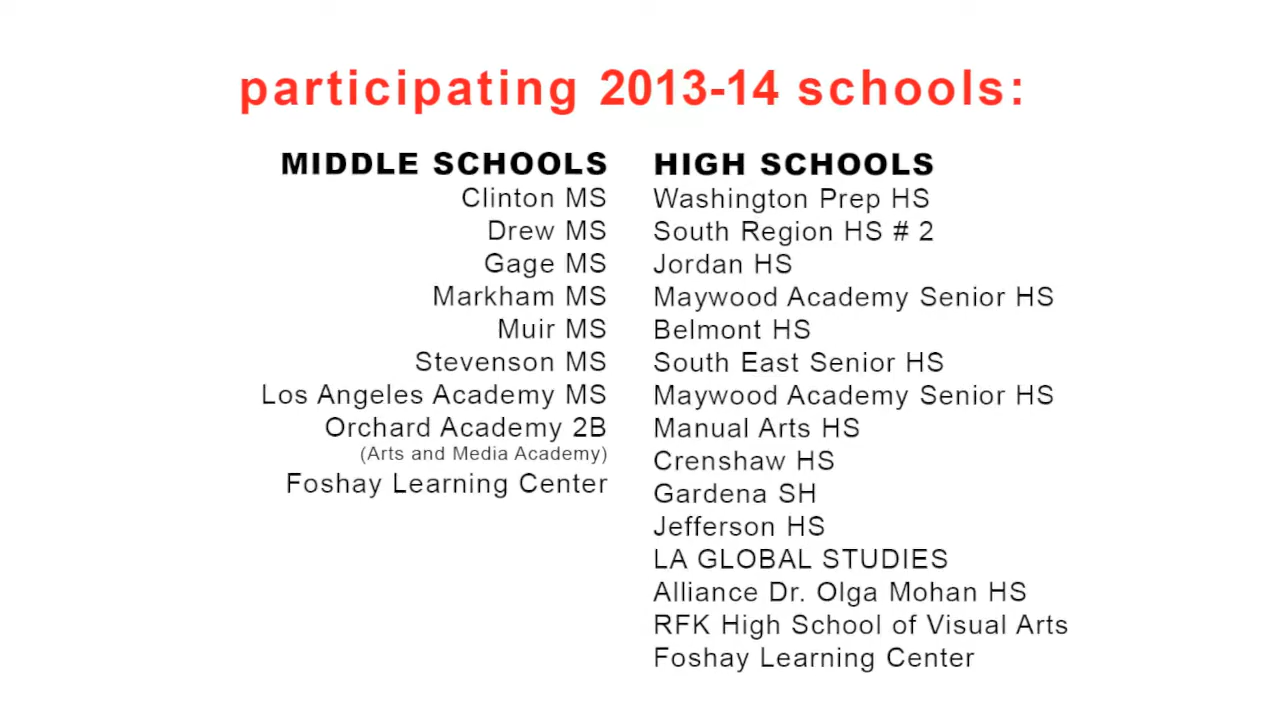 participating 2013-14 schools:
MIDDLE SCHOOLS
Clinton MS
Drew MS
Gage MS
Markham MS
Muir MS
Stevenson MS
Los Angeles Academy MS
Orchard Academy 2B
(Arts and Media Academy)
Foshay Learning Center
HIGH SCHOOLS
Washington Prep HS
South Region HS # 2
Jordan HS
Maywood Academy Senior HS
Belmont HS
South East Senior HS
Maywood Academy Senior HS
Manual Arts HS
Crenshaw HS
Gardena SH
Jefferson HS
LA GLOBAL STUDIES
Alliance Dr. Olga Mohan HS
RFK High School of Visual Arts
Foshay Learning Center